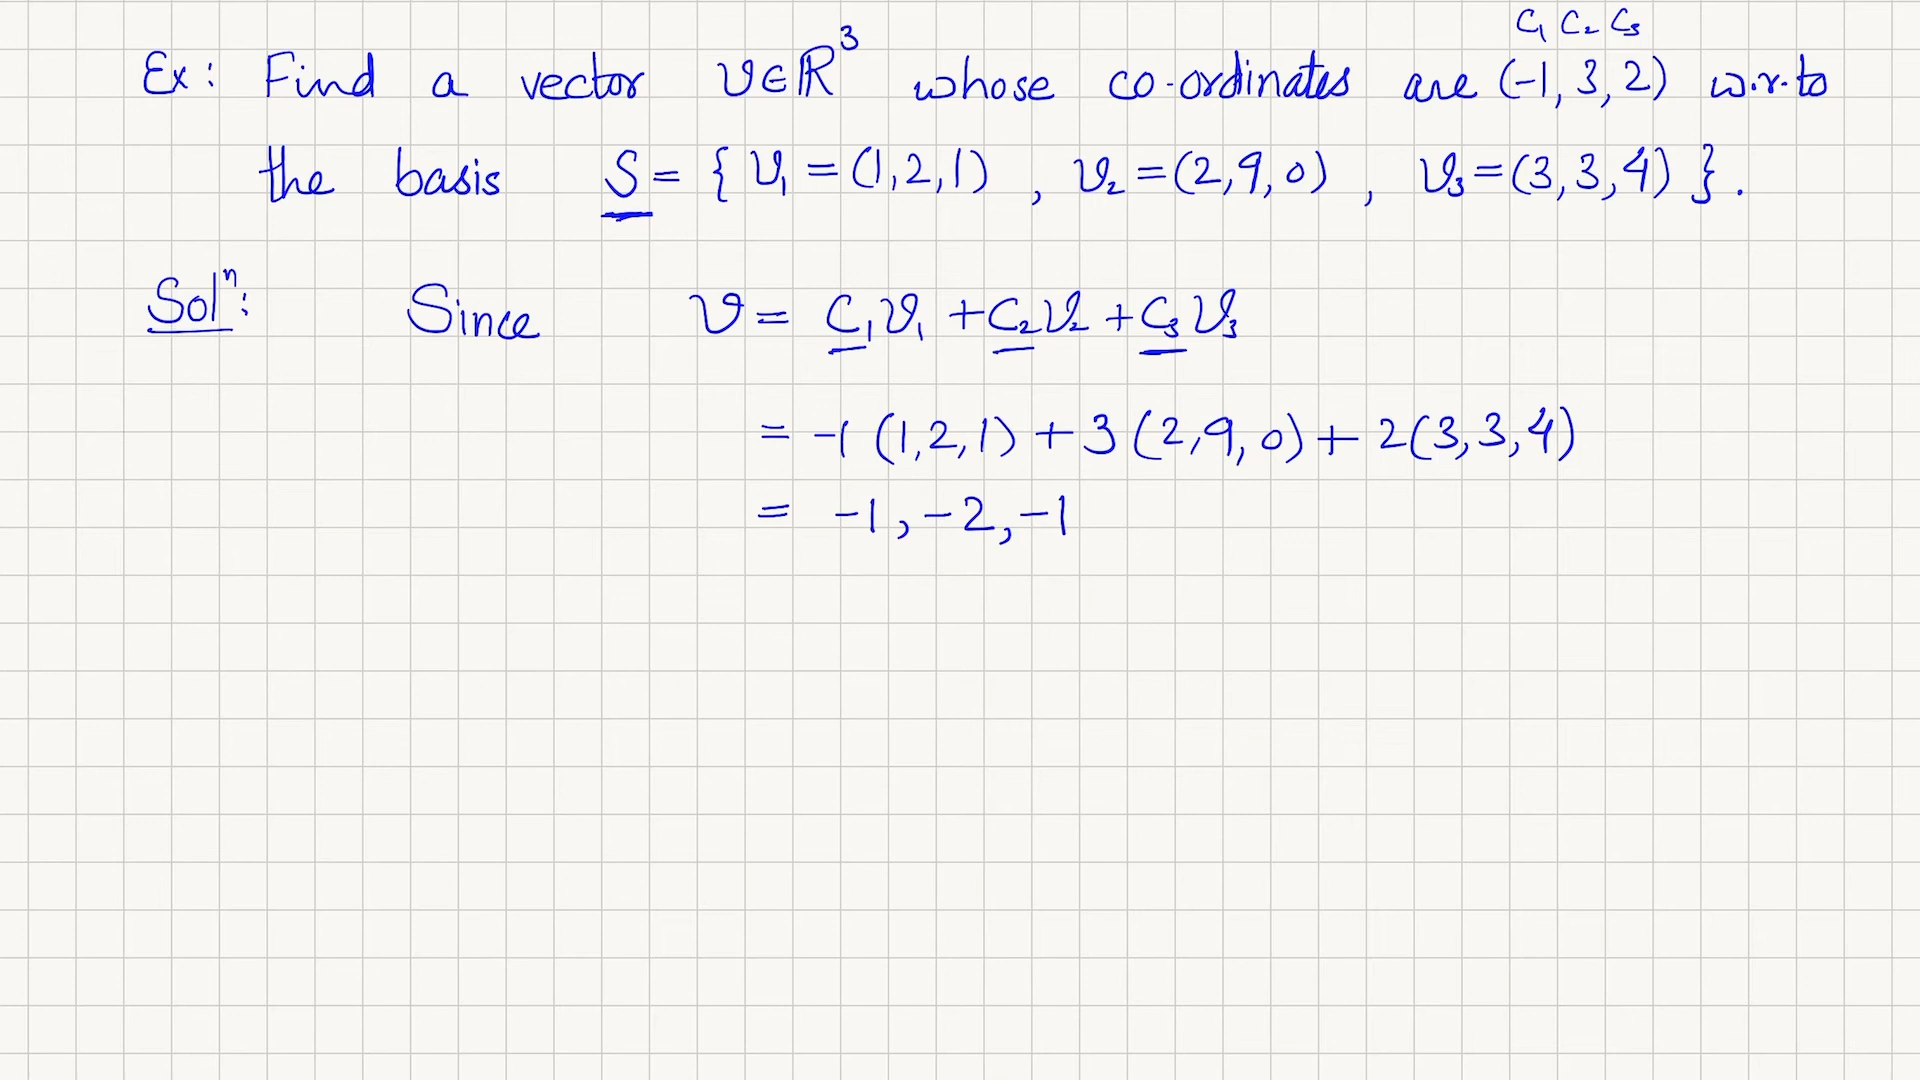 C₁ C₂ C₃
Ex: Find a vector v∈ℝ³ whose co-ordinates are (-1, 3, 2) w.r.to
the basis S = { v₁ = (1,2,1) , v₂ = (2,9,0) , v₃ = (3,3,4) }.
Solⁿ: Since v = C₁v₁ + C₂v₂ + C₃v₃
= -1 (1,2,1) + 3 (2,9,0) + 2(3,3,4)
= -1, -2, -1